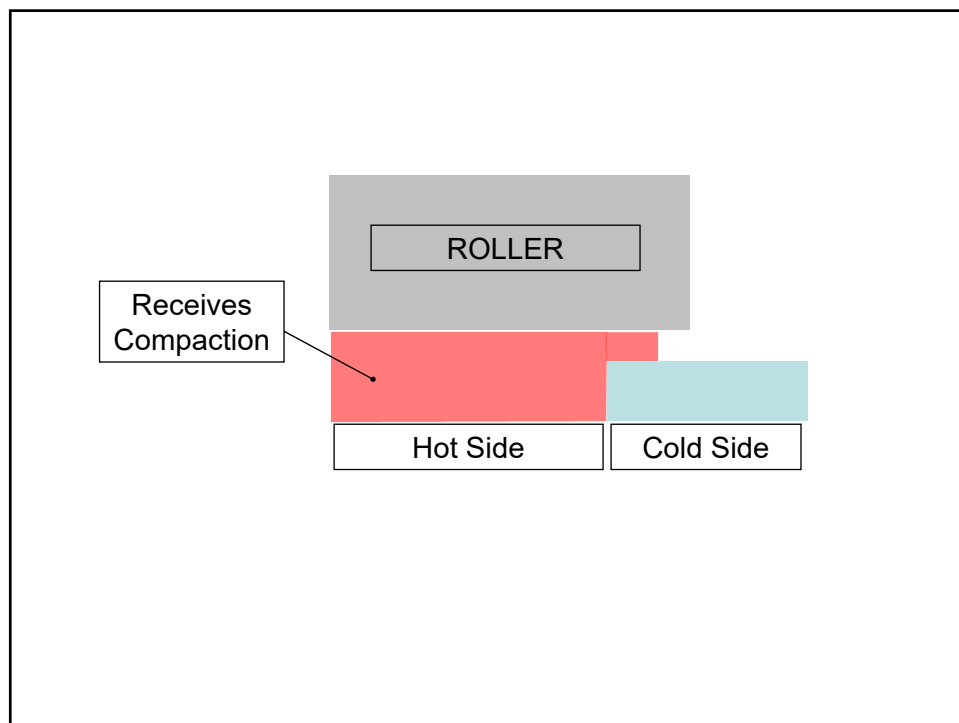 ROLLER
Receives
Compaction
Hot Side
Cold Side